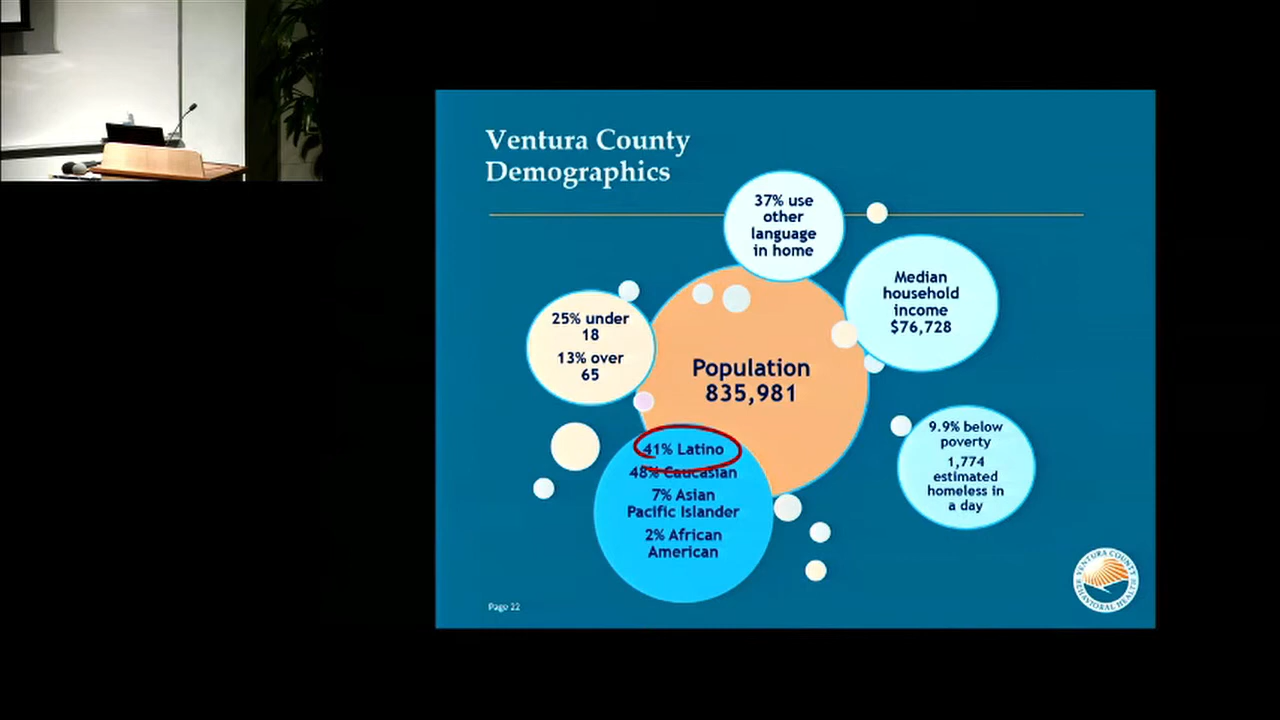 Ventura County
Demographics
37% use
other
language
in home
Median
household
income
$76,728
25% under
18
13% over
65
Population
835,981
9.9% below
poverty
1,774
estimated
homeless in
a day
41% Latino
48% Caucasian
7% Asian
Pacific Islander
2% African
American
VENTURA COUNTY
BEHAVIORAL HEALTH
Page 22